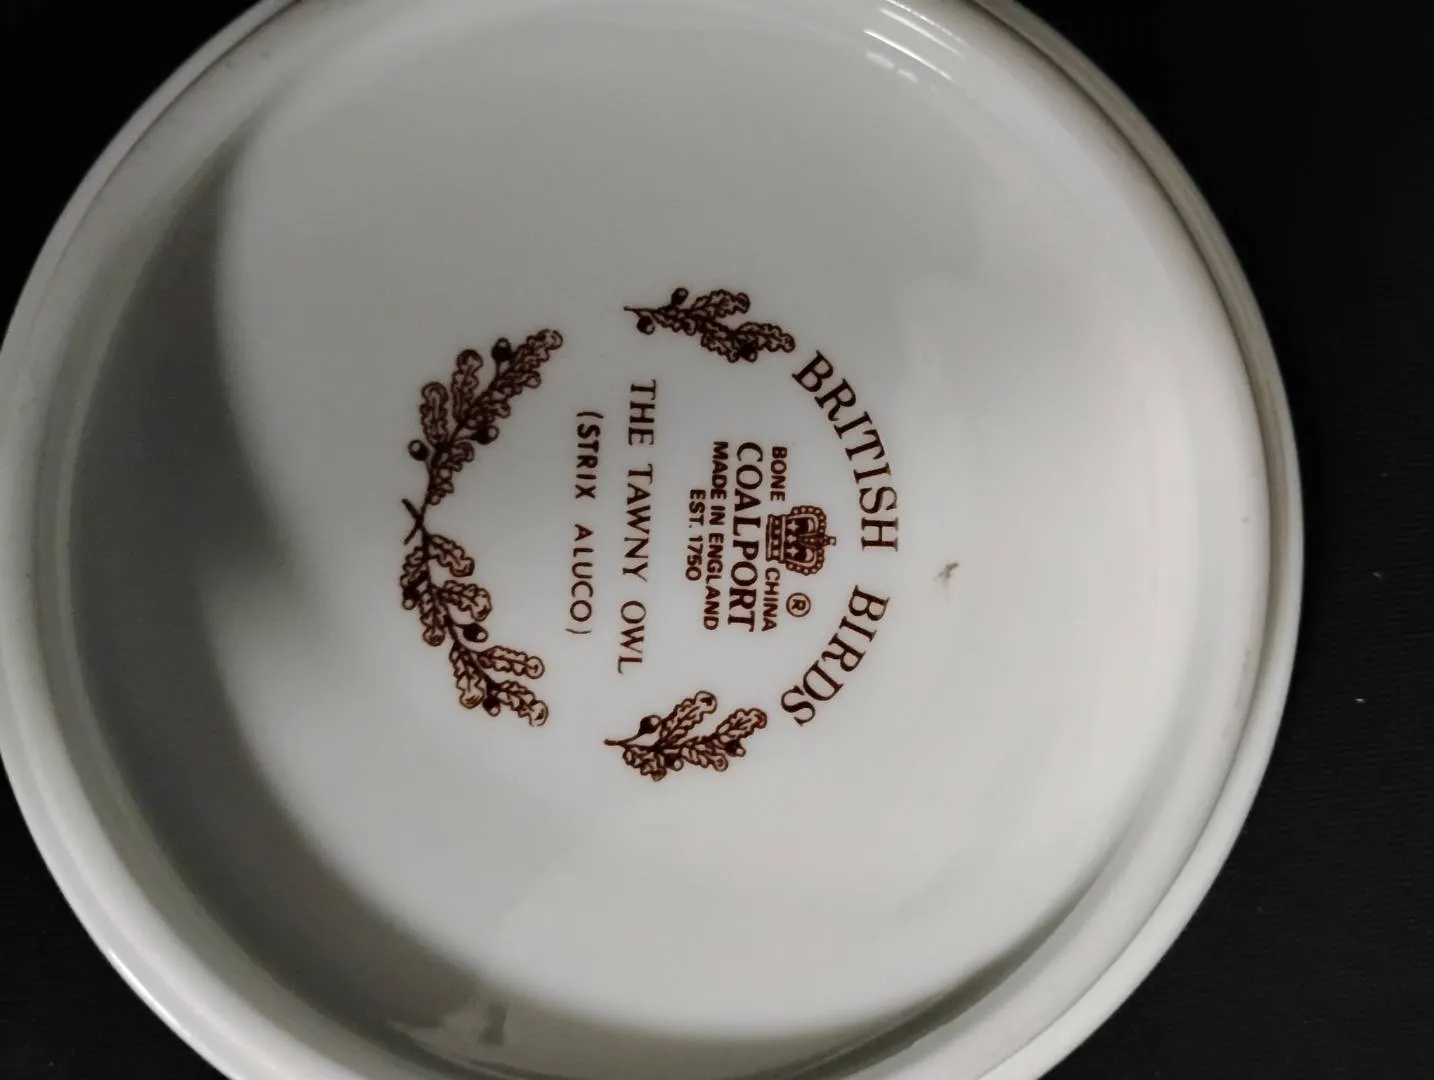 BRITISH BIRDS
®
BONE CHINA
COALPORT
MADE IN ENGLAND
EST. 1750
THE TAWNY OWL
(STRIX ALUCO)